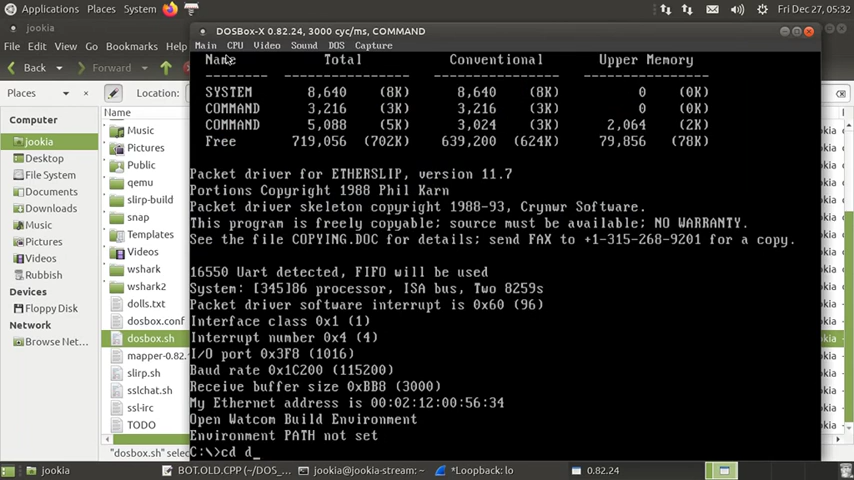 Fri Dec 27, 05:32
jookia
File Edit View Go Bookmarks Help
Back
Forward
Places
Location:
Computer
jookia
Desktop
File System
Documents
Downloads
Music
Pictures
Videos
Rubbish
Devices
Floppy Disk
Network
Browse Net...
Name
Music
Pictures
Public
qemu
slirp-build
snap
Templates
Videos
wshark
wshark2
dolls.txt
dosbox.conf
dosbox.sh
mapper-0.82.
slirp.sh
sslchat.sh
ssl-irc
TODO
"dosbox.sh" sele
DOSBox-X 0.82.24, 3000 cyc/ms, COMMAND
Main CPU Video Sound DOS Capture
Name Total Conventional Upper Memory
-------- ---------------- ---------------- ----------------
SYSTEM 8,640 (8K) 8,640 (8K) 0 (0K)
COMMAND 3,216 (3K) 3,216 (3K) 0 (0K)
COMMAND 5,088 (5K) 3,024 (3K) 2,064 (2K)
Free 719,056 (702K) 639,200 (624K) 79,856 (78K)
Packet driver for ETHERSLIP, version 11.7
Portions Copyright 1988 Phil Karn
Packet driver skeleton copyright 1988-93, Crynwr Software.
This program is freely copyable; source must be available; NO WARRANTY.
See the file COPYING.DOC for details; send FAX to +1-315-268-9201 for a copy.
16550 Uart detected, FIFO will be used
System: [345]86 processor, ISA bus, Two 8259s
Packet driver software interrupt is 0x60 (96)
Interface class 0x1 (1)
Interrupt number 0x4 (4)
I/O port 0x3F8 (1016)
Baud rate 0x1C200 (115200)
Receive buffer size 0xBB8 (3000)
My Ethernet address is 00:02:12:00:56:34
Open Watcom Build Environment
Environment PATH not set
C:\>cd d_
jookia
BOT.OLD.CPP (~/DOS_...
jookia@jookia-stream: ~
*Loopback: lo
0.82.24